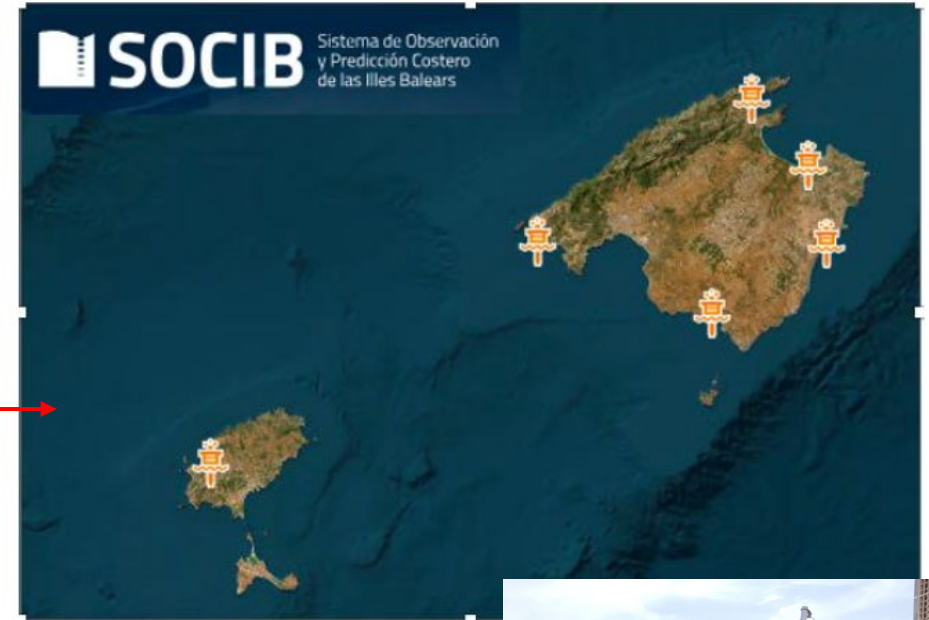 SOCIB
Sistema de Observación
y Predicción Costero
de las Illes Balears